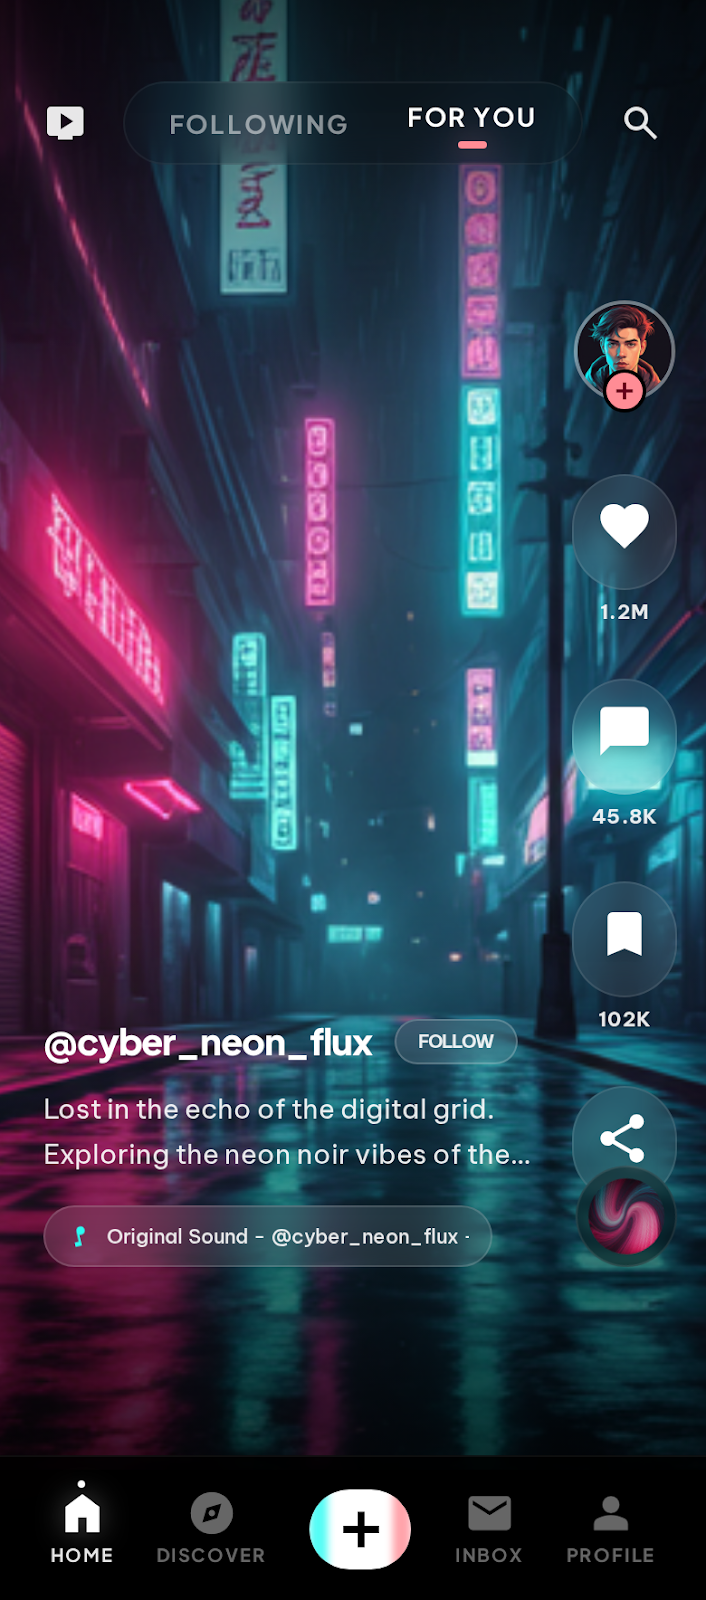 FOLLOWING
FOR YOU
1.2M
45.8K
102K
@cyber_neon_flux
FOLLOW
Lost in the echo of the digital grid.
Exploring the neon noir vibes of the...
Original Sound - @cyber_neon_flux ·
HOME
DISCOVER
INBOX
PROFILE